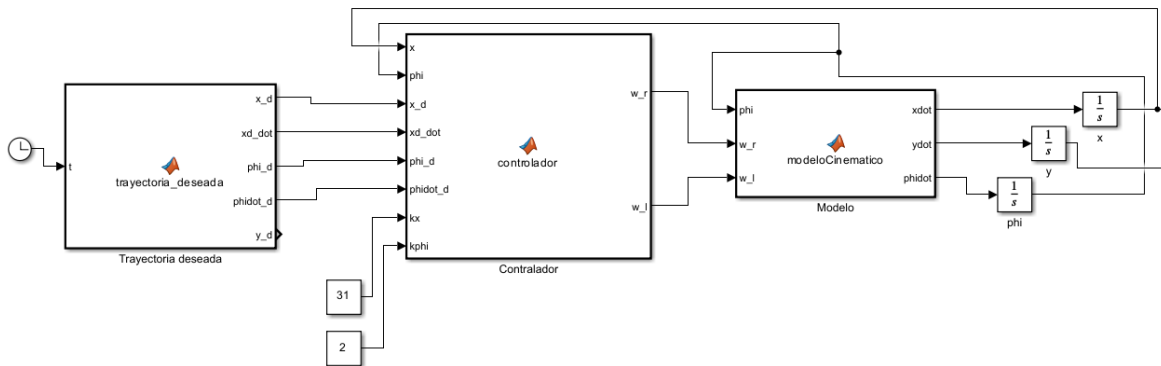 t
x_d
xd_dot
phi_d
phidot_d
y_d
trayectoria_deseada
Trayectoria deseada
31
2
x
phi
x_d
xd_dot
phi_d
phidot_d
kx
kphi
controlador
w_r
w_l
Contralador
phi
w_r
w_l
modeloCinematico
xdot
ydot
phidot
Modelo
1
s
x
1
s
y
1
s
phi